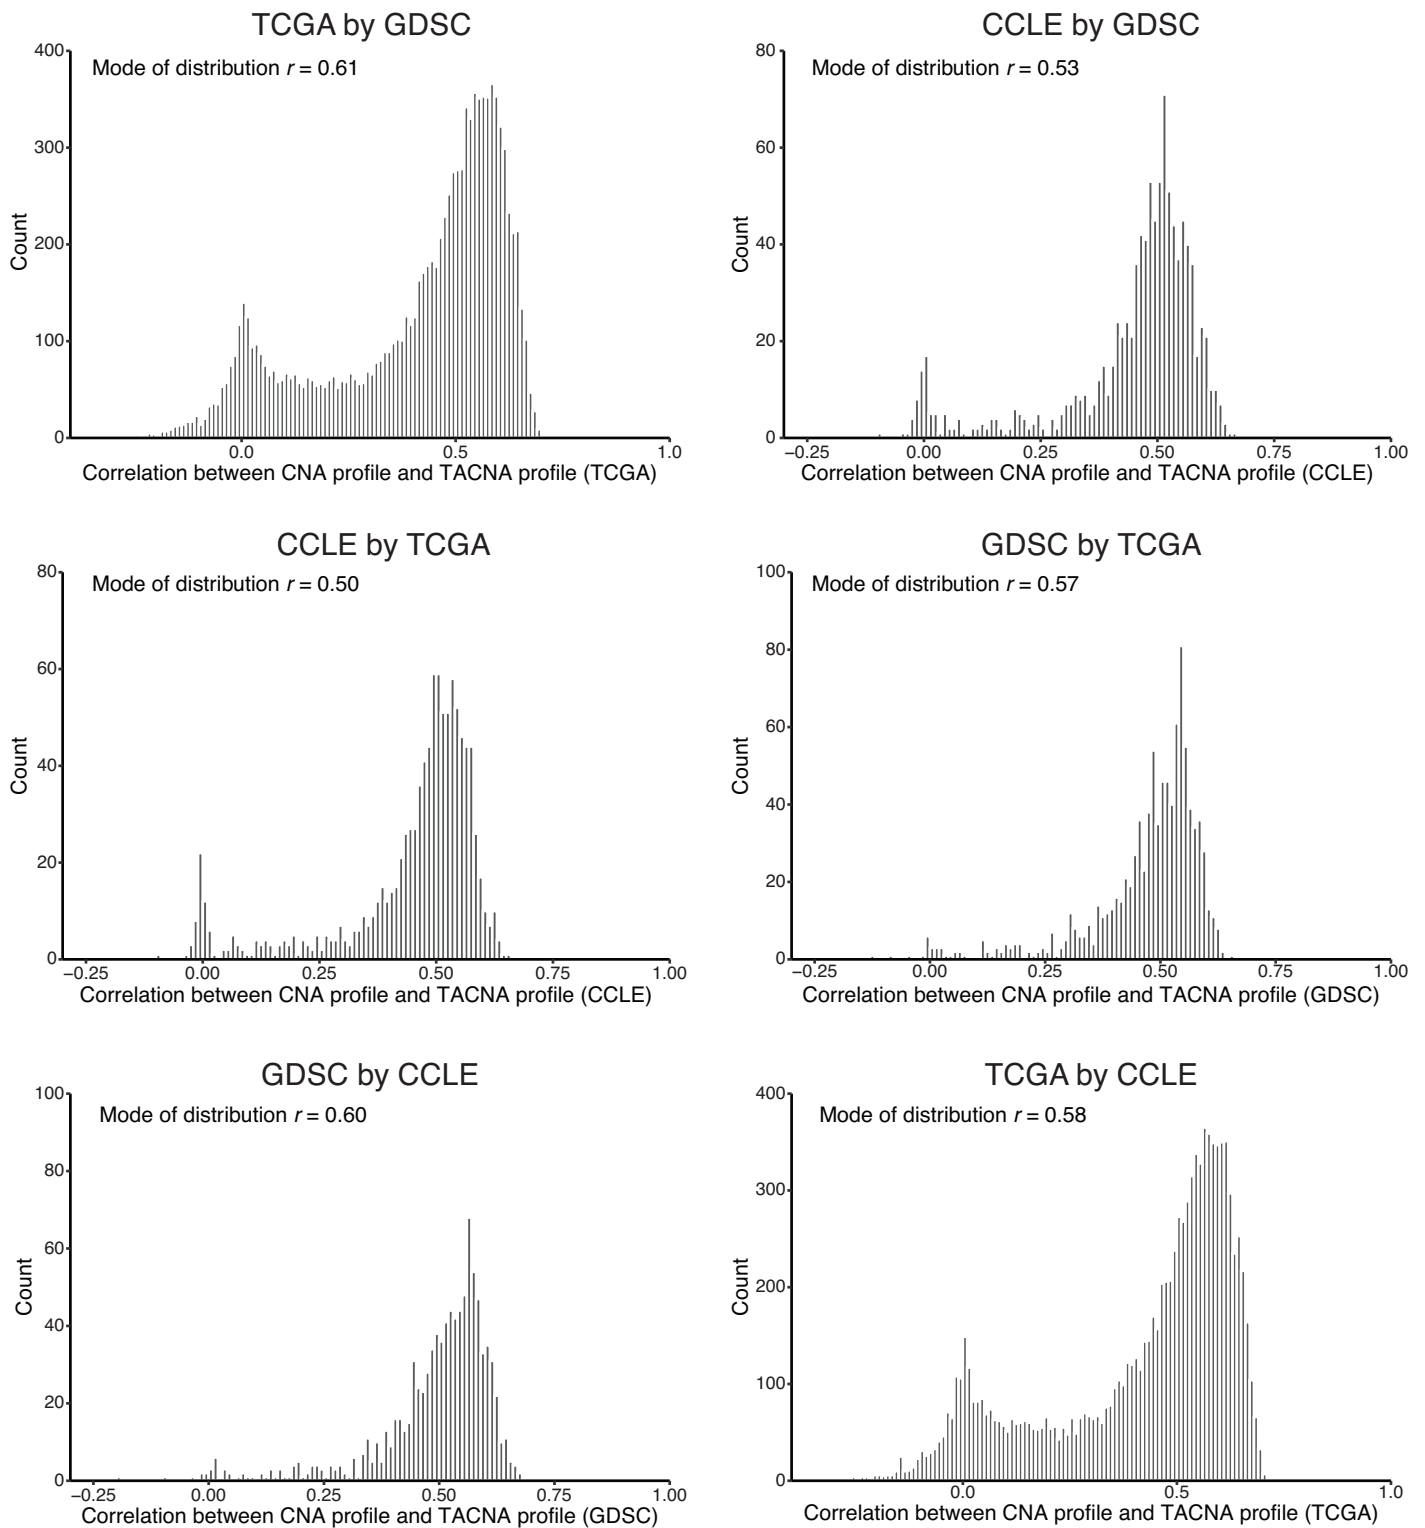 TCGA by GDSC
Mode of distribution r = 0.61
400
300
200
100
0
Count
0.0 0.5 1.0
Correlation between CNA profile and TACNA profile (TCGA)
CCLE by GDSC
Mode of distribution r = 0.53
80
60
40
20
0
Count
−0.25 0.00 0.25 0.50 0.75 1.00
Correlation between CNA profile and TACNA profile (CCLE)
CCLE by TCGA
Mode of distribution r = 0.50
80
60
40
20
0
Count
−0.25 0.00 0.25 0.50 0.75 1.00
Correlation between CNA profile and TACNA profile (CCLE)
GDSC by TCGA
Mode of distribution r = 0.57
100
80
60
40
20
0
Count
−0.25 0.00 0.25 0.50 0.75 1.00
Correlation between CNA profile and TACNA profile (GDSC)
GDSC by CCLE
Mode of distribution r = 0.60
100
80
60
40
20
0
Count
−0.25 0.00 0.25 0.50 0.75 1.00
Correlation between CNA profile and TACNA profile (GDSC)
TCGA by CCLE
Mode of distribution r = 0.58
400
300
200
100
0
Count
0.0 0.5 1.0
Correlation between CNA profile and TACNA profile (TCGA)